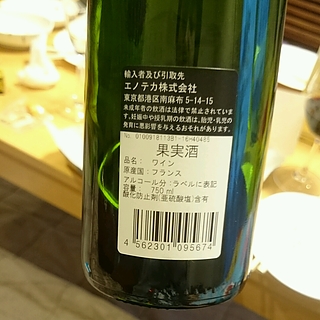 輸入者及び引取先
エノテカ株式会社
東京都港区南麻布 5-14-15
未成年者の飲酒は法律で禁止されていま
す。妊娠中や授乳期の飲酒は、胎児・乳児の
発育に悪影響を与えるおそれがあります。
No. 010091811381-16H4048S
果実酒
品名: ワイン
原産国: フランス
アルコール分:ラベルに表記
容量: 750 ml
酸化防止剤(亜硫酸塩)含有
4 562301 095674